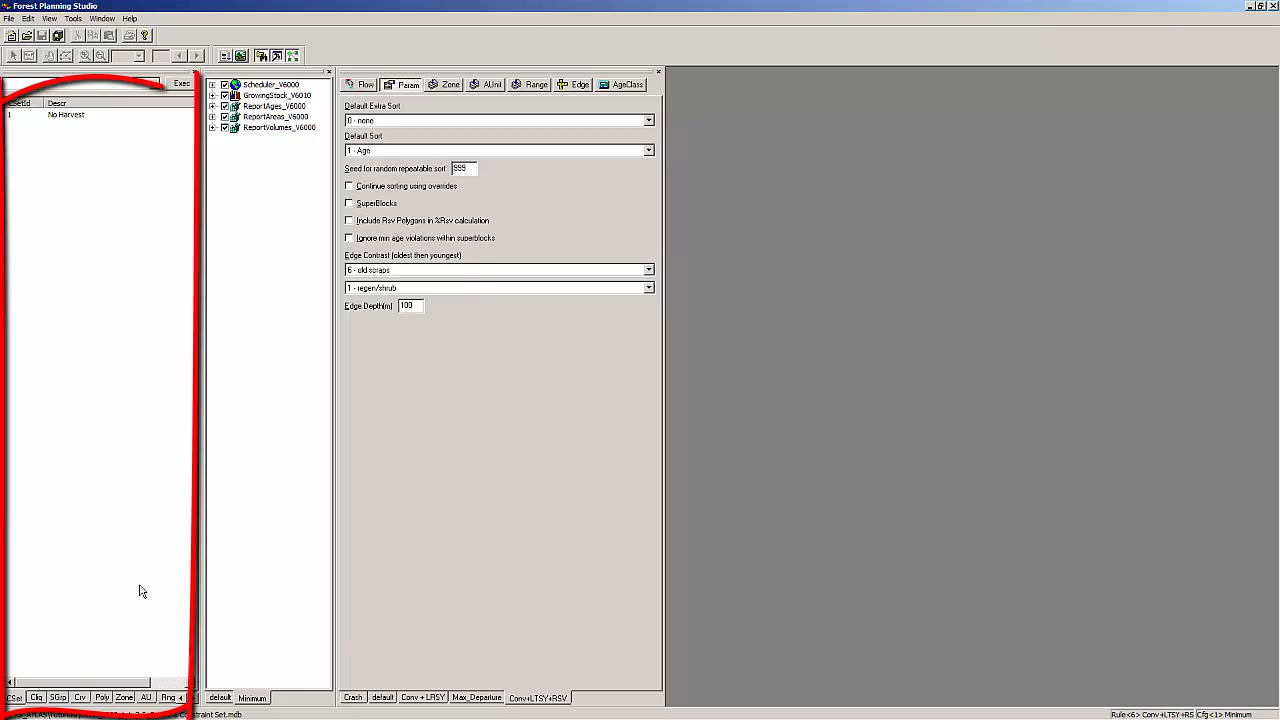 Forest Planning Studio
File Edit View Tools Window Help
Exec
CSetId Descr
1 No Harvest
CSet Cliq SGrp Crv Poly Zone AU Rng
Scheduler_V6000
GrowingStock_V6010
ReportAges_V6000
ReportAreas_V6000
ReportVolumes_V6000
default Minimum
Flow Param Zone AUnit Range Edge AgeClass
Default Extra Sort
0 - none
Default Sort
1 - Age
Seed for random repeatable sort 999
Continue sorting using overrides
SuperBlocks
Include Rsv Polygons in %Rsv calculation
Ignore min age violations within superblocks
Edge Contrast (oldest then youngest)
6 - old scraps
1 - regen/shrub
Edge Depth(m) 100
Crash default Conv + LRSY Max_Departure Conv+LTSY+RSV
Constraint Set.mdb
Rule<6> Conv+LTSY+RS Cfg<1> Minimum